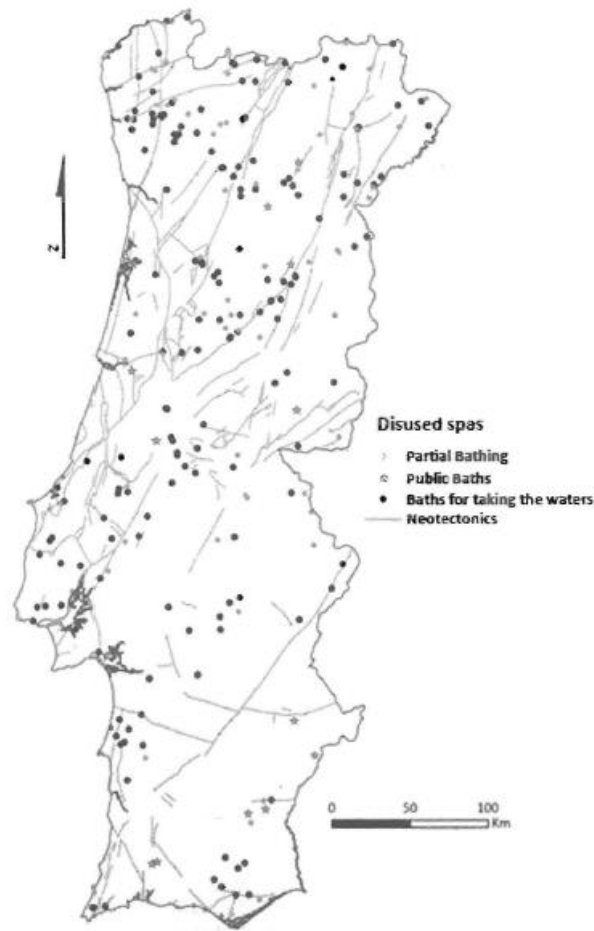 N
Disused spas
Partial Bathing
Public Baths
Baths for taking the waters
Neotectonics
0 50 100
Km